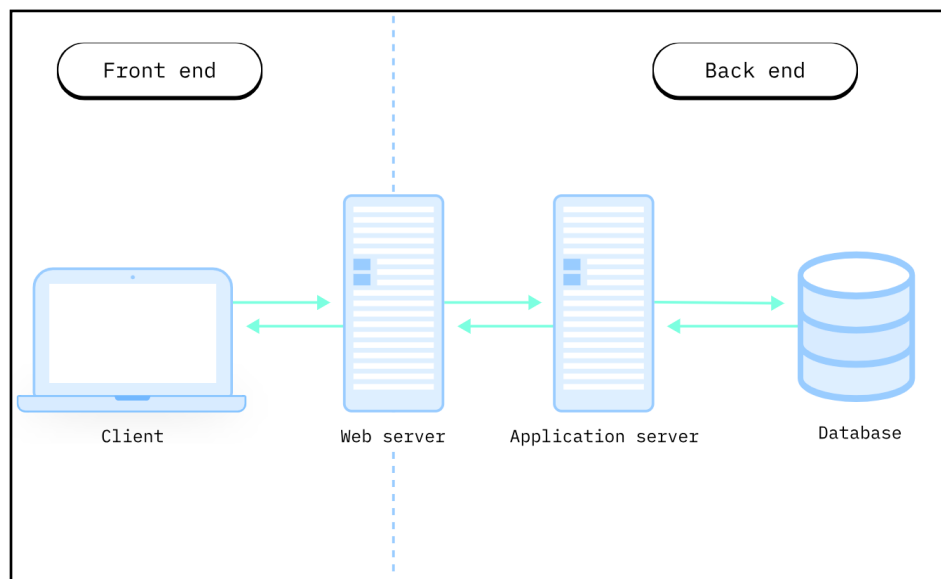 Front end
Back end
Client
Web server
Application server
Database